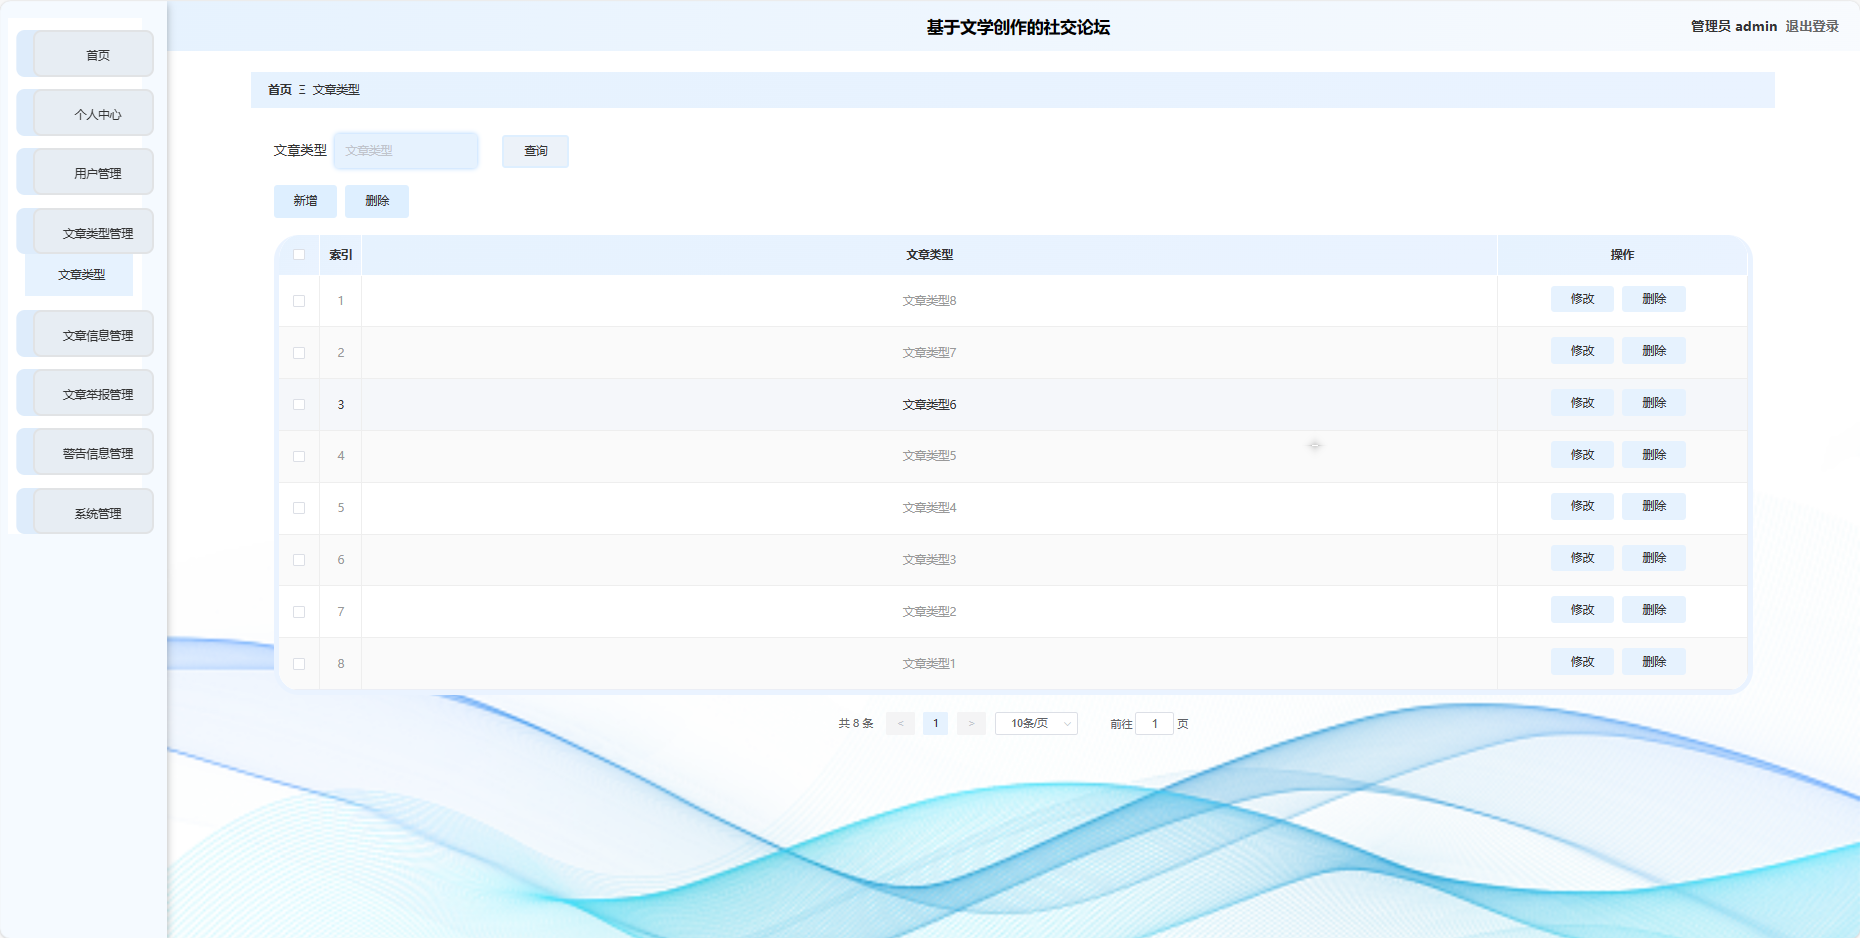 基于文学创作的社交论坛
管理员 admin 退出登录
首页
个人中心
用户管理
文章类型管理
文章类型
文章信息管理
文章举报管理
警告信息管理
系统管理
首页 Ξ 文章类型
文章类型 文章类型 查询
新增 删除
索引 文章类型 操作
1 文章类型8 修改 删除
2 文章类型7 修改 删除
3 文章类型6 修改 删除
4 文章类型5 修改 删除
5 文章类型4 修改 删除
6 文章类型3 修改 删除
7 文章类型2 修改 删除
8 文章类型1 修改 删除
共 8 条 < 1 > 10条/页 前往 1 页